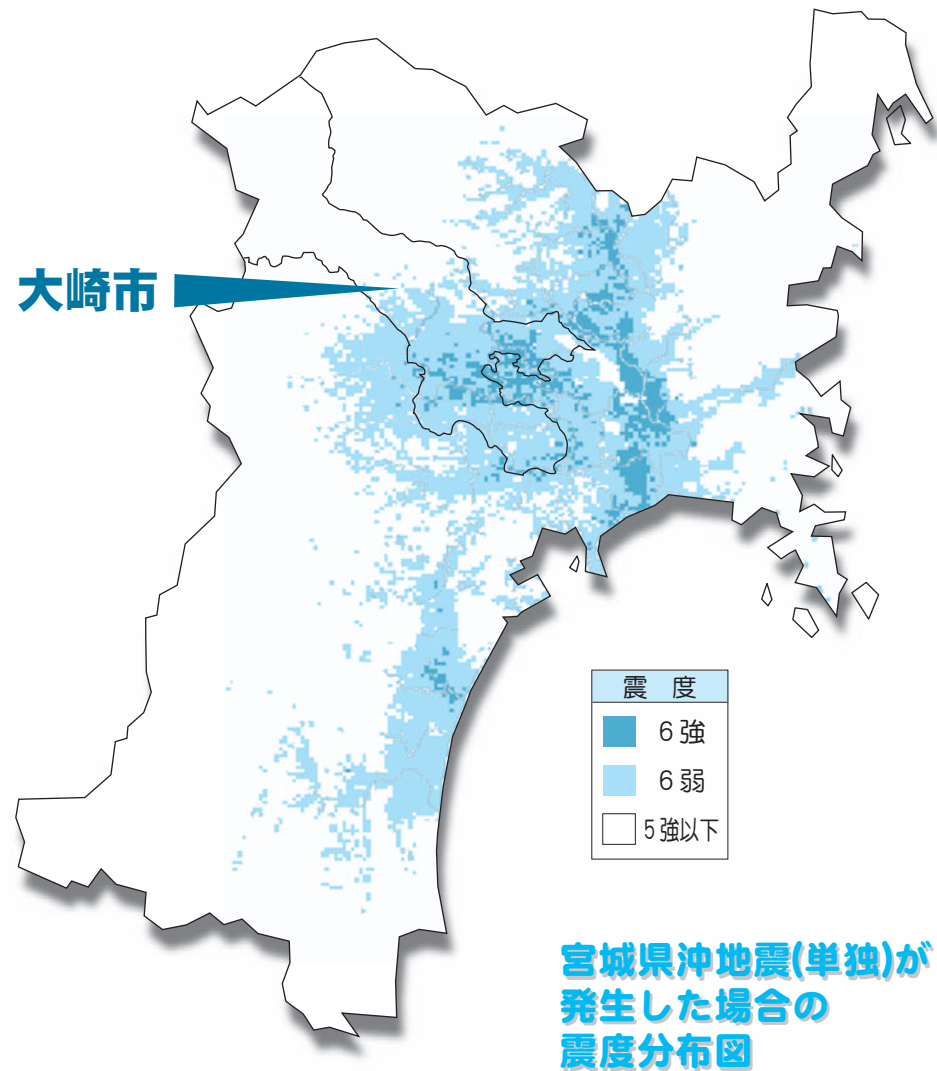 大崎市
震 度
6強
6弱
5強以下
宮城県沖地震(単独)が
発生した場合の
震度分布図